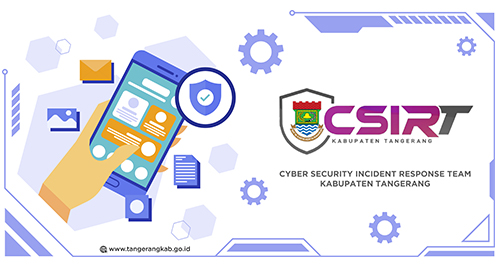 CSIRT
KABUPATEN TANGERANG
CYBER SECURITY INCIDENT RESPONSE TEAM
KABUPATEN TANGERANG
www.tangerangkab.go.id